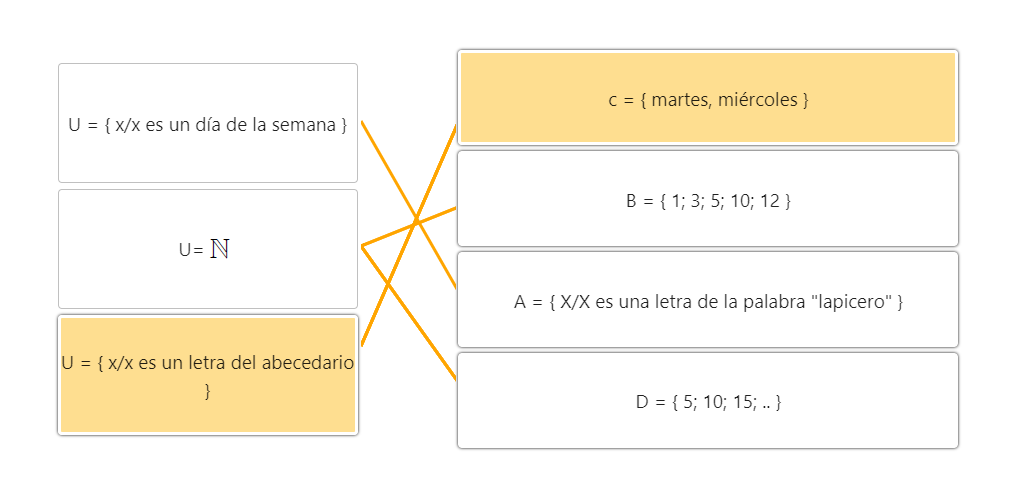 U = { x/x es un día de la semana }
U= ℕ
U = { x/x es un letra del abecedario
}
c = { martes, miércoles }
B = { 1; 3; 5; 10; 12 }
A = { X/X es una letra de la palabra "lapicero" }
D = { 5; 10; 15; .. }